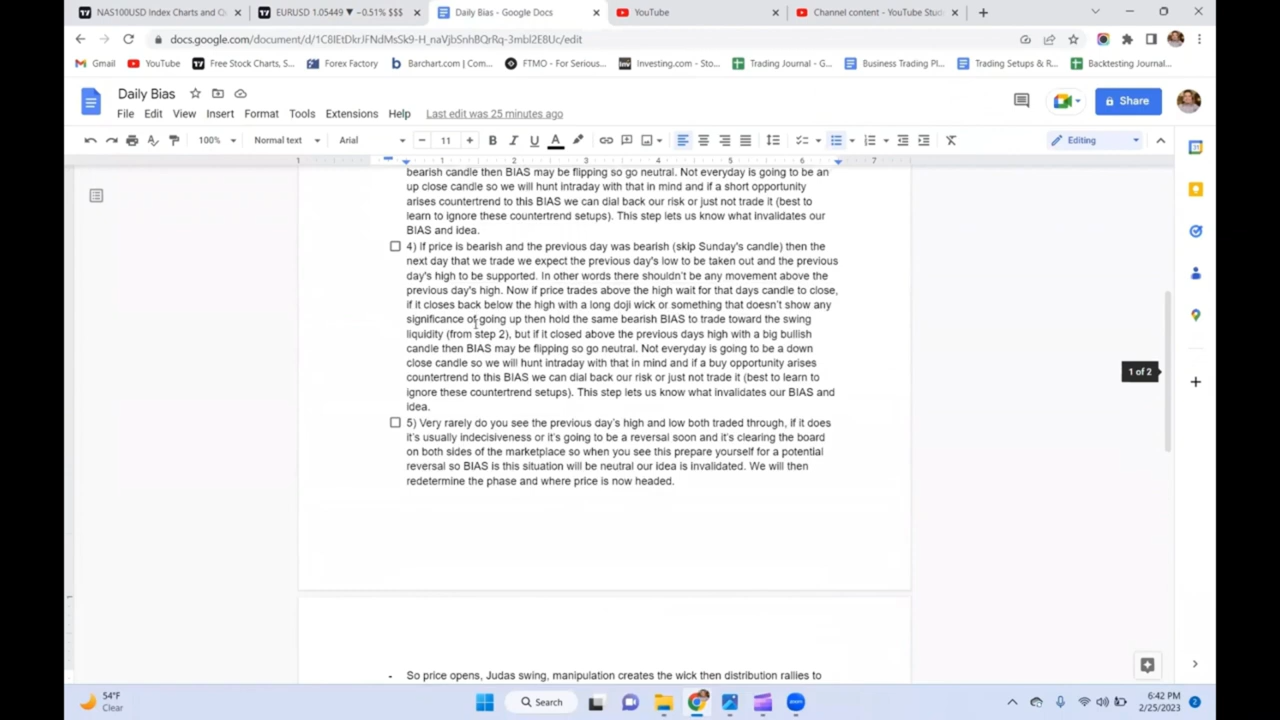 NAS100USD Index Charts and Q
EURUSD 1.05449 ▼ −0.51% $$$
Daily Bias - Google Docs
YouTube
Channel content - YouTube Stud
docs.google.com/document/d/1C8IEtDkrJFNdMsSk9-H_naVjbSnhBQrRq-3mbl2E8Uc/edit
Gmail
YouTube
Free Stock Charts, S...
Forex Factory
Barchart.com | Com...
FTMO - For Serious...
Investing.com - Sto...
Trading Journal - G...
Business Trading Pl...
Trading Setups & R...
Backtesting Journal...
Daily Bias
File Edit View Insert Format Tools Extensions Help Last edit was 25 minutes ago
Share
100% Normal text Arial 11 Editing
1 1 2 3 4 5 6 7
bearish candle then BIAS may be flipping so go neutral. Not everyday is going to be an
up close candle so we will hunt intraday with that in mind and if a short opportunity
arises countertrend to this BIAS we can dial back our risk or just not trade it (best to
learn to ignore these countertrend setups). This step lets us know what invalidates our
BIAS and idea.
4) If price is bearish and the previous day was bearish (skip Sunday's candle) then the
next day that we trade we expect the previous day's low to be taken out and the previous
day's high to be supported. In other words there shouldn't be any movement above the
previous day's high. Now if price trades above the high wait for that days candle to close,
if it closes back below the high with a long doji wick or something that doesn't show any
significance of going up then hold the same bearish BIAS to trade toward the swing
liquidity (from step 2), but if it closed above the previous days high with a big bullish
candle then BIAS may be flipping so go neutral. Not everyday is going to be a down
close candle so we will hunt intraday with that in mind and if a buy opportunity arises
countertrend to this BIAS we can dial back our risk or just not trade it (best to learn to
ignore these countertrend setups). This step lets us know what invalidates our BIAS and
idea.
5) Very rarely do you see the previous day's high and low both traded through, if it does
it's usually indecisiveness or it's going to be a reversal soon and it's clearing the board
on both sides of the marketplace so when you see this prepare yourself for a potential
reversal so BIAS is this situation will be neutral our idea is invalidated. We will then
redetermine the phase and where price is now headed.
1 of 2
- So price opens, Judas swing, manipulation creates the wick then distribution rallies to
54°F
Clear
Search
6:42 PM
2/25/2023
2